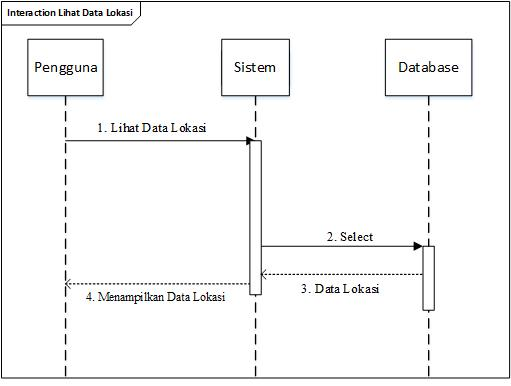 Interaction Lihat Data Lokasi
Pengguna
Sistem
Database
1. Lihat Data Lokasi
2. Select
3. Data Lokasi
4. Menampilkan Data Lokasi